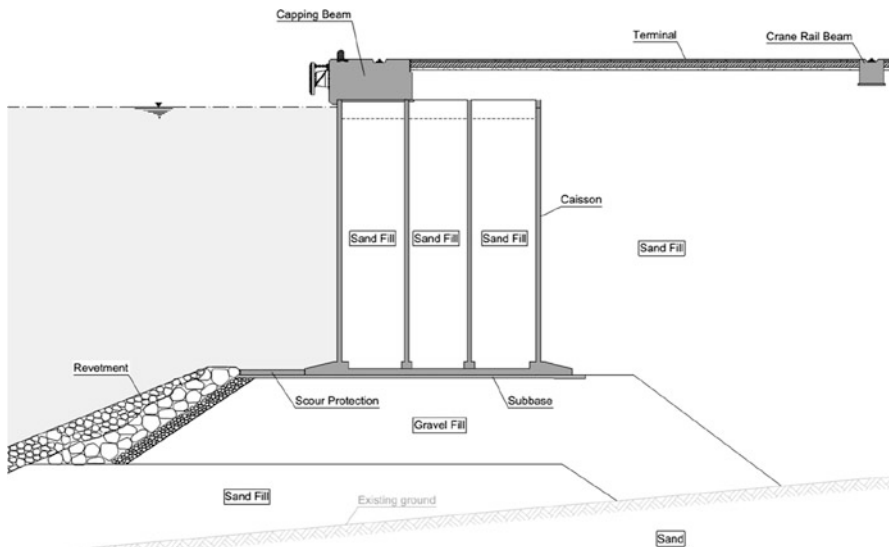 Capping Beam
Terminal
Crane Rail Beam
Caisson
Sand Fill
Sand Fill
Sand Fill
Sand Fill
Revetment
Scour Protection
Subbase
Gravel Fill
Sand Fill
Existing ground
Sand